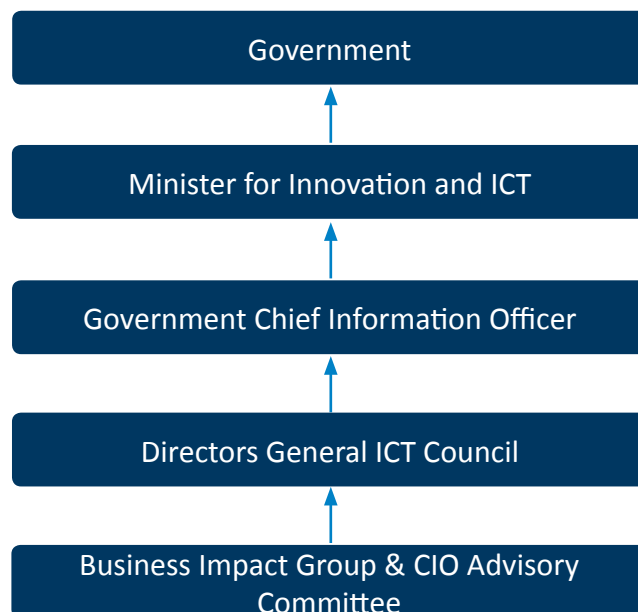 Government
Minister for Innovation and ICT
Government Chief Information Officer
Directors General ICT Council
Business Impact Group & CIO Advisory
Committee